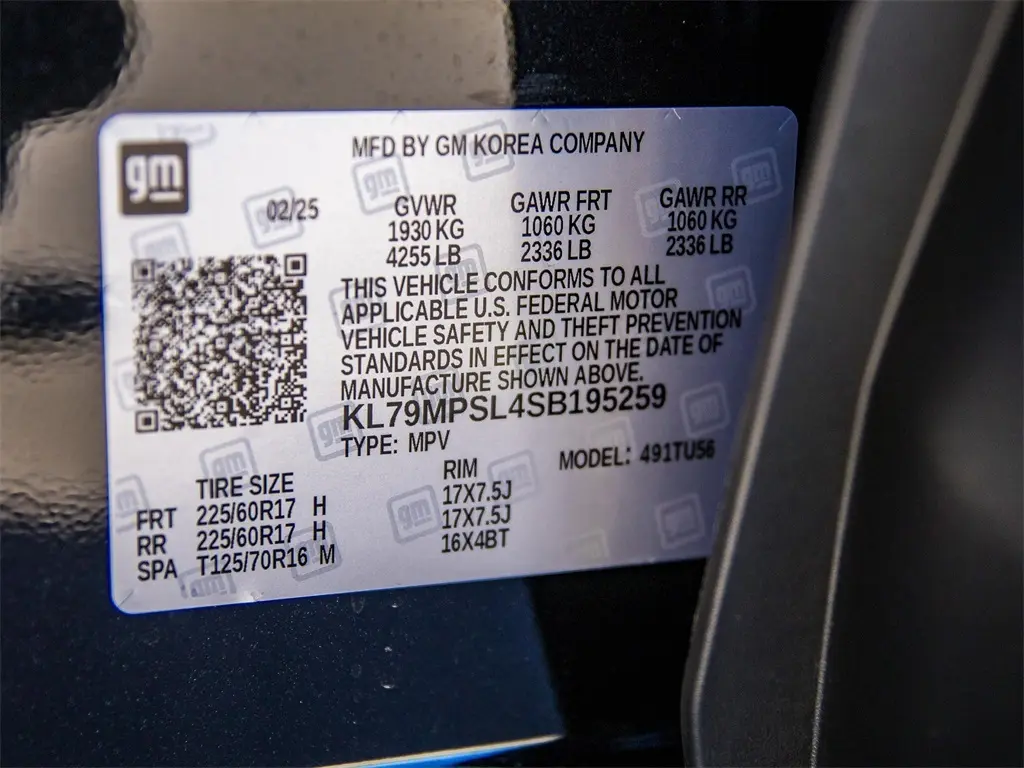 gm
MFD BY GM KOREA COMPANY
02/25
GVWR GAWR FRT GAWR RR
1930 KG 1060 KG 1060 KG
4255 LB 2336 LB 2336 LB
THIS VEHICLE CONFORMS TO ALL
APPLICABLE U.S. FEDERAL MOTOR
VEHICLE SAFETY AND THEFT PREVENTION
STANDARDS IN EFFECT ON THE DATE OF
MANUFACTURE SHOWN ABOVE.
KL79MPSL4SB195259
TYPE: MPV MODEL: 491TU56
TIRE SIZE RIM
FRT 225/60R17 H 17X7.5J
RR 225/60R17 H 17X7.5J
SPA T125/70R16 M 16X4BT